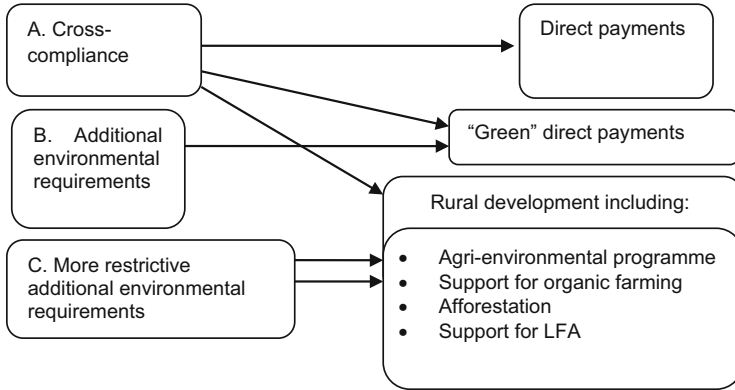 A. Cross-
compliance
Direct payments
B. Additional
environmental
requirements
“Green” direct payments
Rural development including:
C. More restrictive
additional environmental
requirements
• Agri-environmental programme
• Support for organic farming
• Afforestation
• Support for LFA